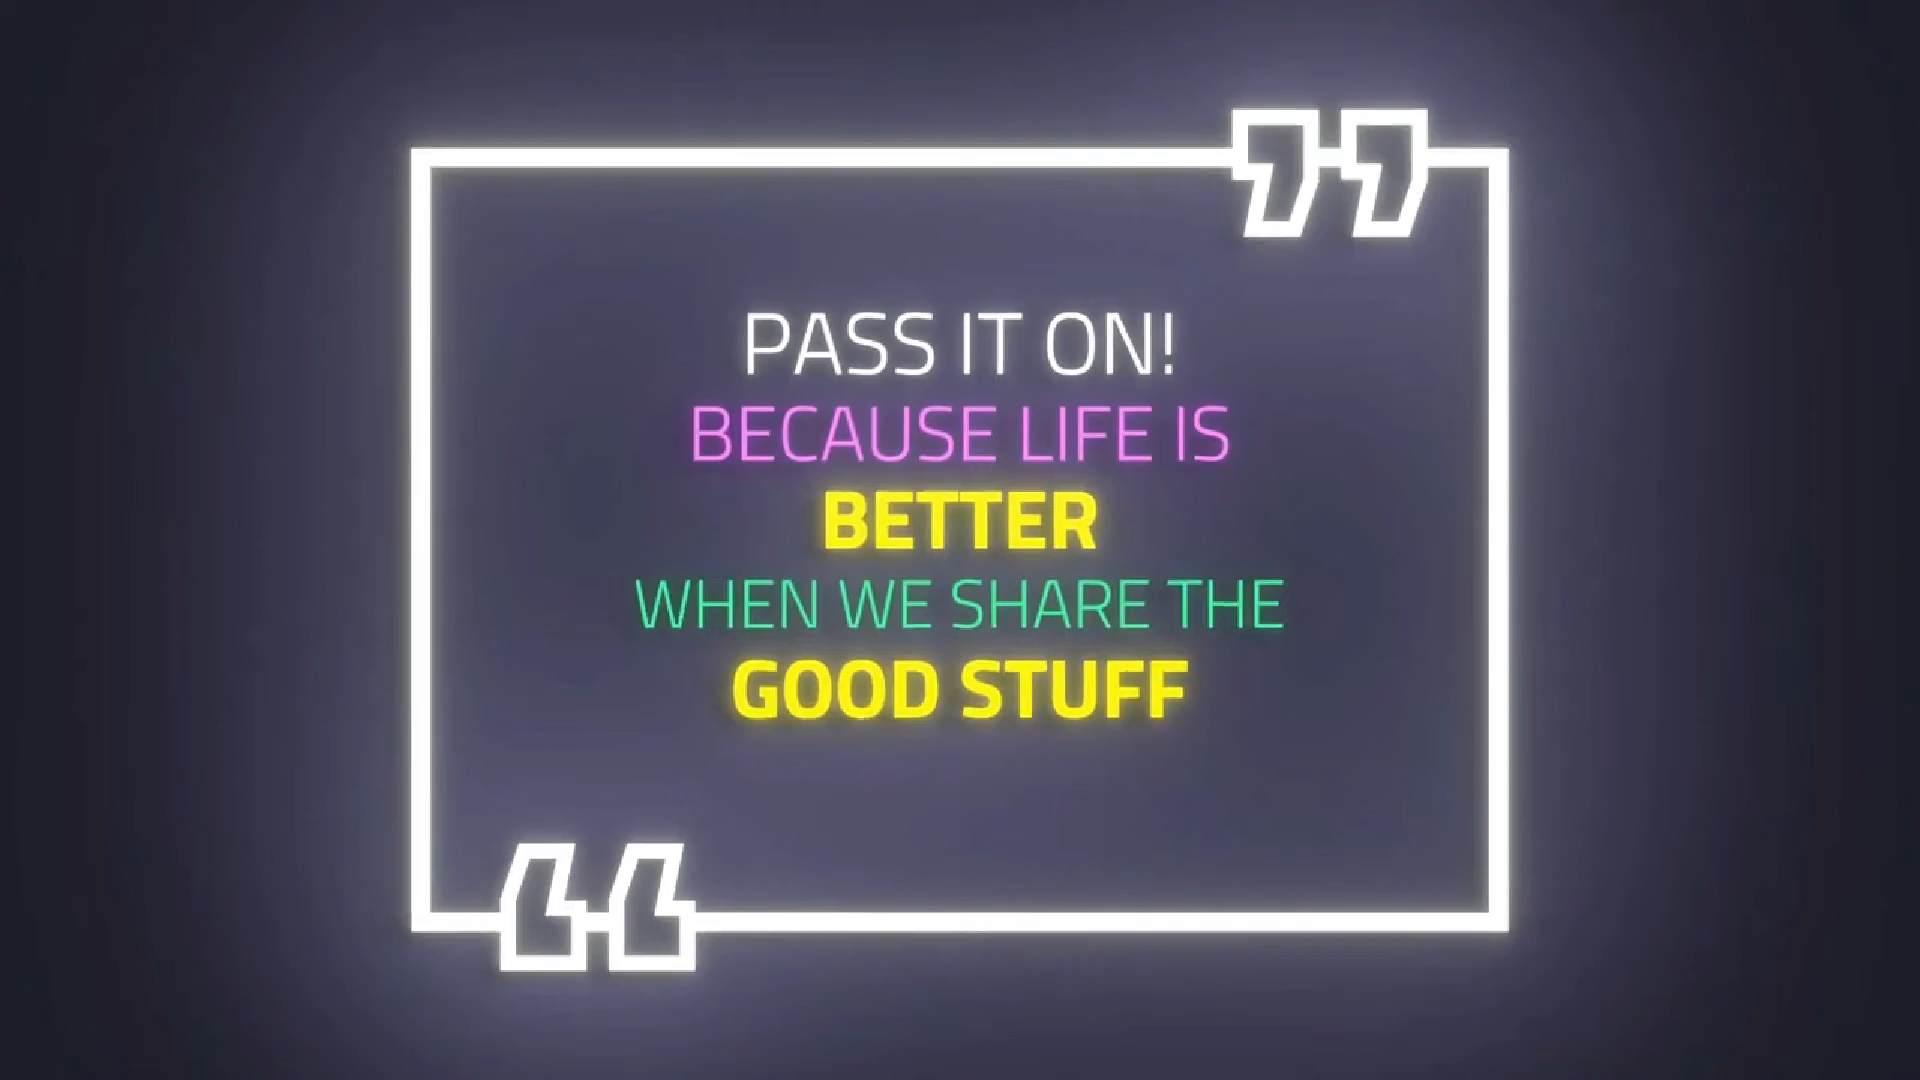 PASS IT ON!
BECAUSE LIFE IS
BETTER
WHEN WE SHARE THE
GOOD STUFF